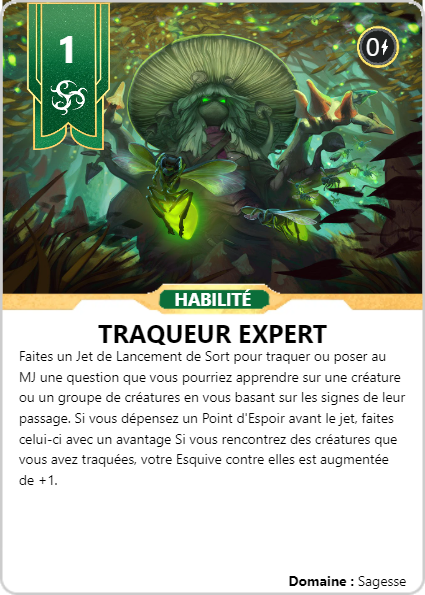 1
0
HABILITÉ
TRAQUEUR EXPERT
Faites un Jet de Lancement de Sort pour traquer ou poser au
MJ une question que vous pourriez apprendre sur une créature
ou un groupe de créatures en vous basant sur les signes de leur
passage. Si vous dépensez un Point d'Espoir avant le jet, faites
celui-ci avec un avantage Si vous rencontrez des créatures que
vous avez traquées, votre Esquive contre elles est augmentée
de +1.
Domaine : Sagesse